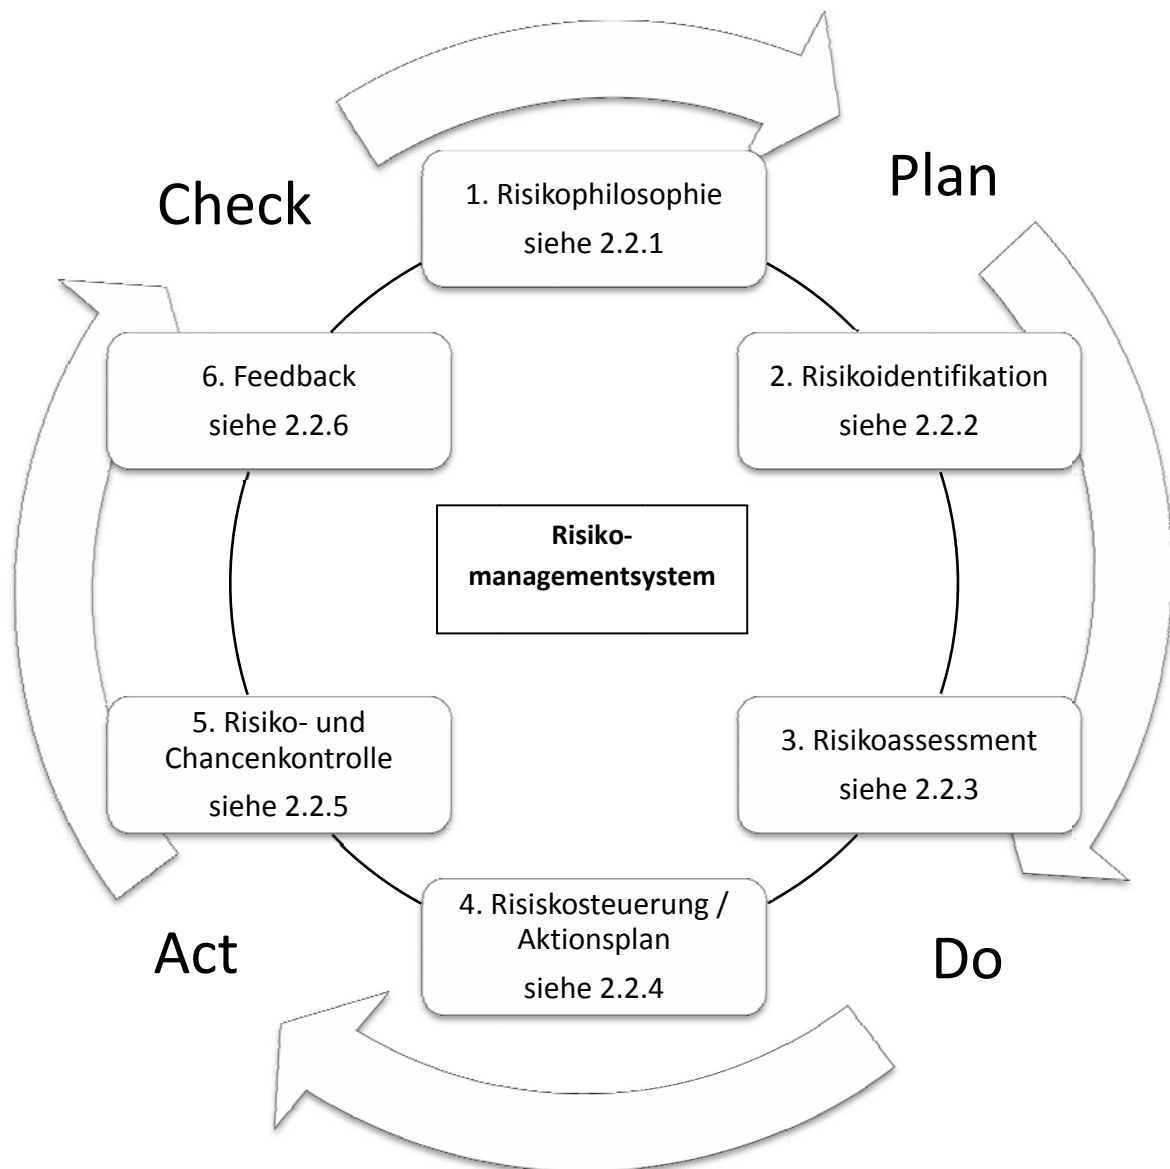 Check
Plan
1. Risikophilosophie
siehe 2.2.1
6. Feedback
siehe 2.2.6
2. Risikoidentifikation
siehe 2.2.2
Risiko-
managementsystem
5. Risiko- und
Chancenkontrolle
siehe 2.2.5
3. Risikoassessment
siehe 2.2.3
4. Risiskosteuerung /
Aktionsplan
siehe 2.2.4
Act
Do